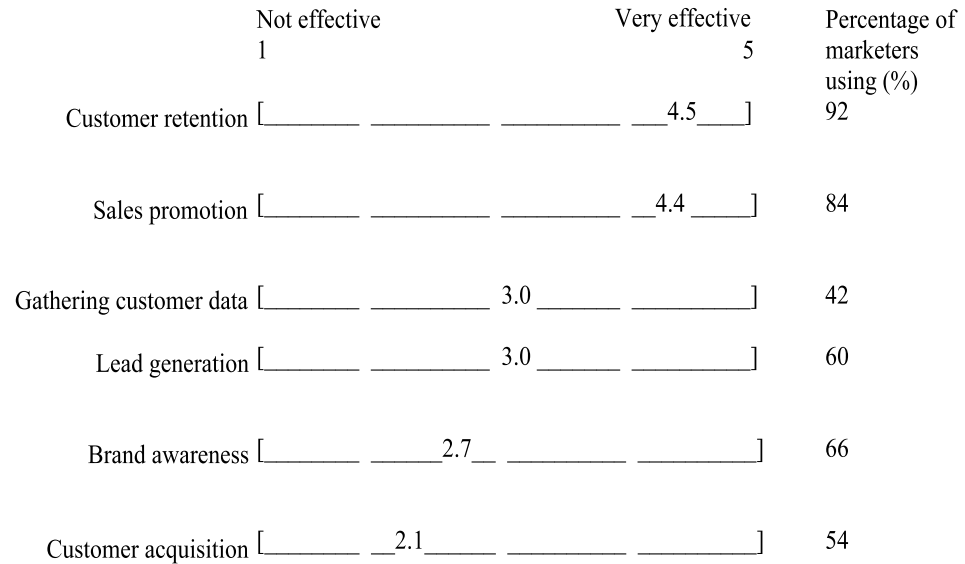 Not effective Very effective Percentage of
1 5 marketers
using (%)
Customer retention [________ __________ __________ ___4.5____] 92
Sales promotion [________ __________ __________ __4.4 _____] 84
Gathering customer data [________ __________ 3.0 _______ __________] 42
Lead generation [________ __________ 3.0 _______ __________] 60
Brand awareness [________ ______2.7__ __________ __________] 66
Customer acquisition [________ __2.1______ __________ __________] 54